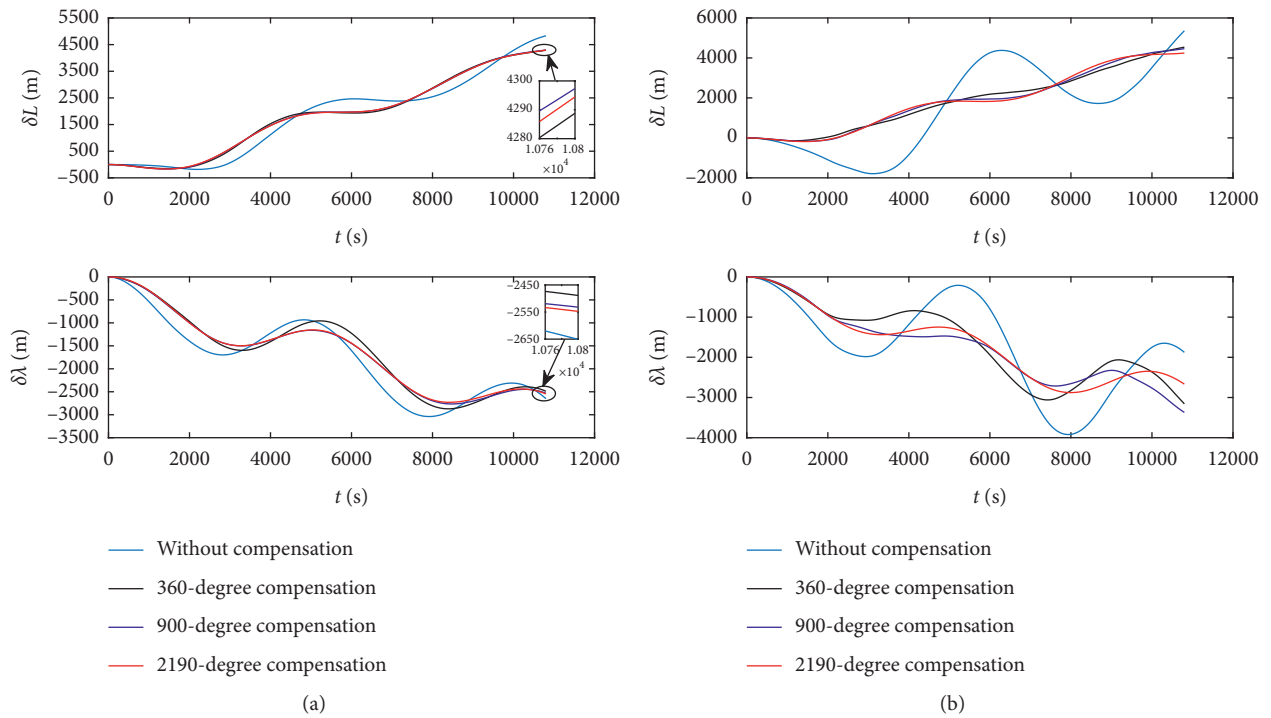 5500
4500
3500
2500
1500
500
−500
δL (m)
4300
4290
4280
1.076 1.08
×10⁴
0 2000 4000 6000 8000 10000 12000
t (s)
0
−500
−1000
−1500
−2000
−2500
−3000
−3500
δλ (m)
−2450
−2550
−2650
1.076 1.08
×10⁴
0 2000 4000 6000 8000 10000 12000
t (s)
Without compensation
360-degree compensation
900-degree compensation
2190-degree compensation
(a)
6000
4000
2000
0
−2000
δL (m)
0 2000 4000 6000 8000 10000 12000
t (s)
0
−1000
−2000
−3000
−4000
δλ (m)
0 2000 4000 6000 8000 10000 12000
t (s)
Without compensation
360-degree compensation
900-degree compensation
2190-degree compensation
(b)